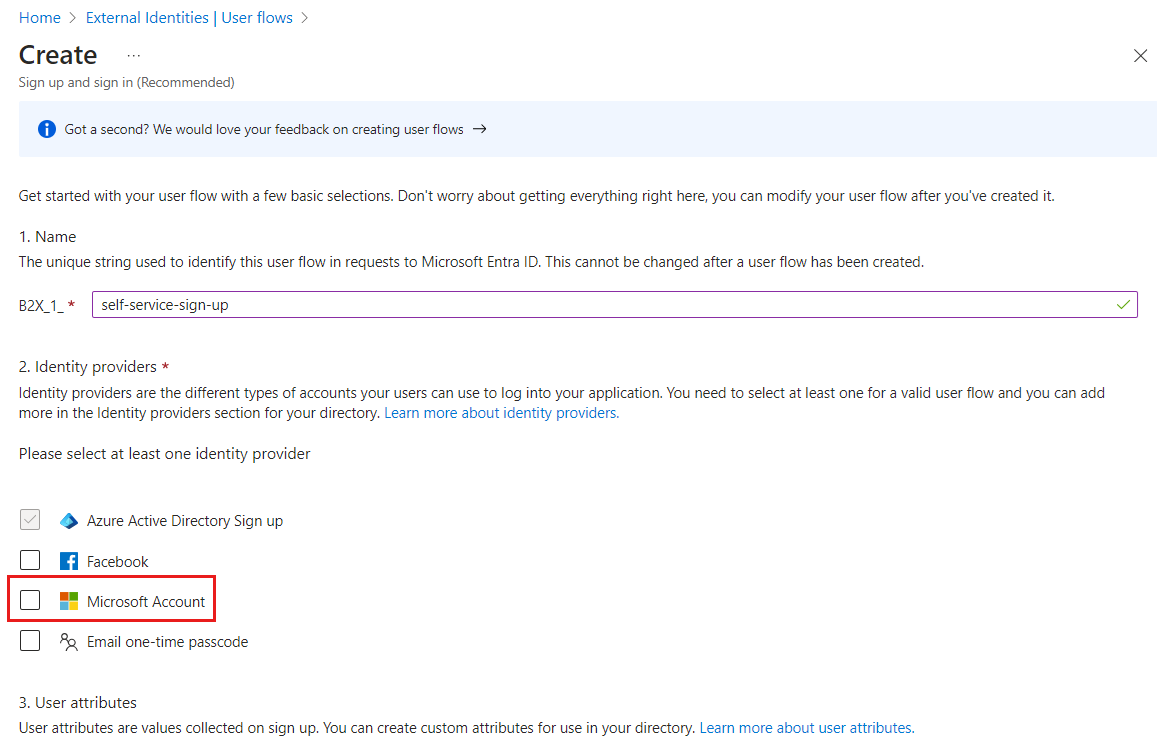 Home > External Identities | User flows >
Create ...
Sign up and sign in (Recommended)
Got a second? We would love your feedback on creating user flows →
Get started with your user flow with a few basic selections. Don't worry about getting everything right here, you can modify your user flow after you've created it.
1. Name
The unique string used to identify this user flow in requests to Microsoft Entra ID. This cannot be changed after a user flow has been created.
B2X_1_ * self-service-sign-up
2. Identity providers *
Identity providers are the different types of accounts your users can use to log into your application. You need to select at least one for a valid user flow and you can add
more in the Identity providers section for your directory. Learn more about identity providers.
Please select at least one identity provider
Azure Active Directory Sign up
Facebook
Microsoft Account
Email one-time passcode
3. User attributes
User attributes are values collected on sign up. You can create custom attributes for use in your directory. Learn more about user attributes.